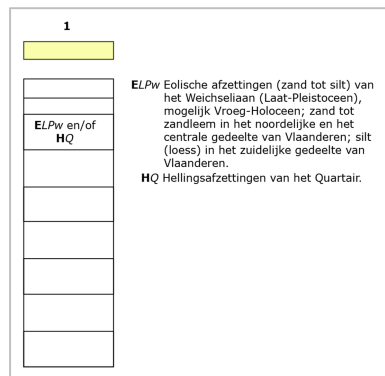 1
ELPw en/of
HQ
ELPw Eolische afzettingen (zand tot silt) van
het Weichseliaan (Laat-Pleistoceen),
mogelijk Vroeg-Holoceen; zand tot
zandleem in het noordelijke en het
centrale gedeelte van Vlaanderen; silt
(loess) in het zuidelijke gedeelte van
Vlaanderen.
HQ Hellingsafzettingen van het Quartair.